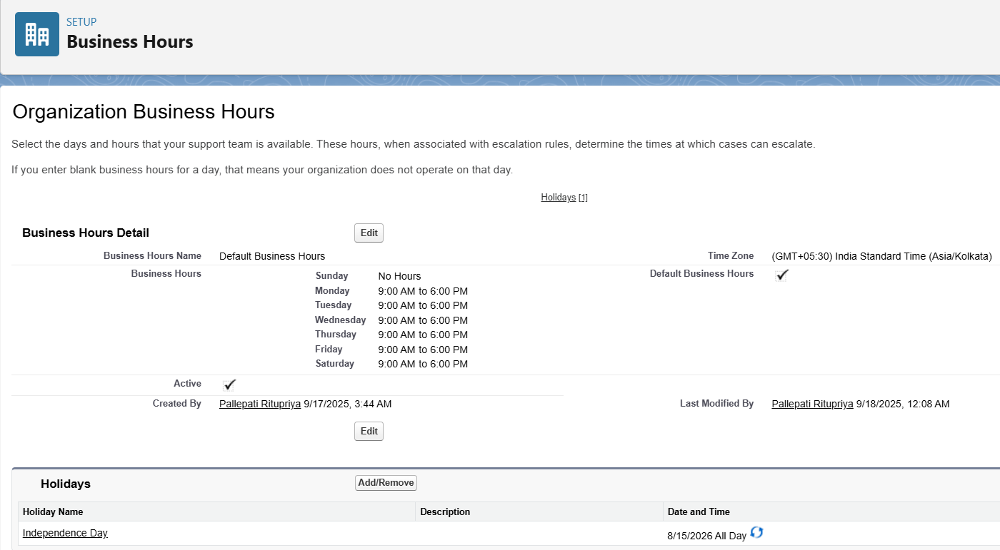 SETUP
Business Hours
Organization Business Hours
Select the days and hours that your support team is available. These hours, when associated with escalation rules, determine the times at which cases can escalate.
If you enter blank business hours for a day, that means your organization does not operate on that day.
Holidays [1]
Business Hours Detail Edit
Business Hours Name Default Business Hours Time Zone (GMT+05:30) India Standard Time (Asia/Kolkata)
Business Hours Sunday No Hours Default Business Hours
Monday 9:00 AM to 6:00 PM
Tuesday 9:00 AM to 6:00 PM
Wednesday 9:00 AM to 6:00 PM
Thursday 9:00 AM to 6:00 PM
Friday 9:00 AM to 6:00 PM
Saturday 9:00 AM to 6:00 PM
Active
Created By Pallepati Ritupriya 9/17/2025, 3:44 AM Last Modified By Pallepati Ritupriya 9/18/2025, 12:08 AM
Edit
Holidays Add/Remove
Holiday Name Description Date and Time
Independence Day 8/15/2026 All Day